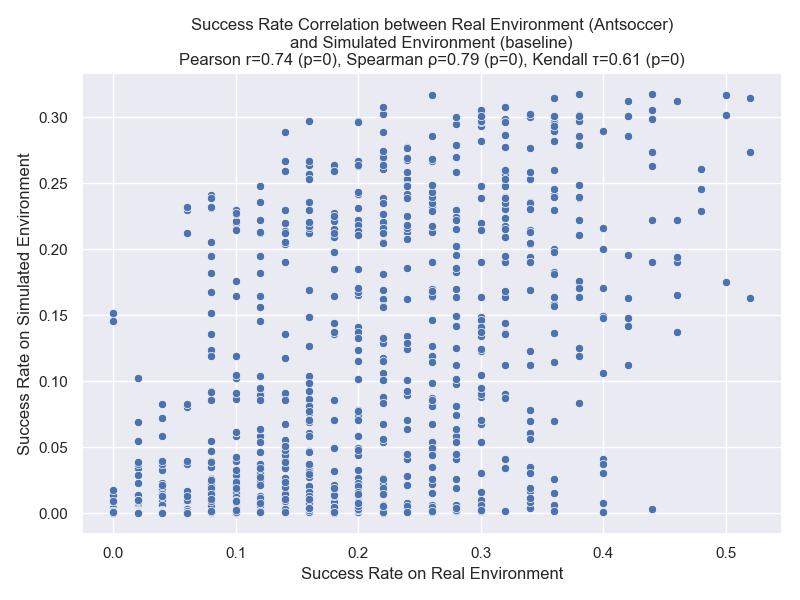 Success Rate Correlation between Real Environment (Antsoccer)
and Simulated Environment (baseline)
Pearson r=0.74 (p=0), Spearman ρ=0.79 (p=0), Kendall τ=0.61 (p=0)
Success Rate on Simulated Environment
0.30
0.25
0.20
0.15
0.10
0.05
0.00
0.0 0.1 0.2 0.3 0.4 0.5
Success Rate on Real Environment